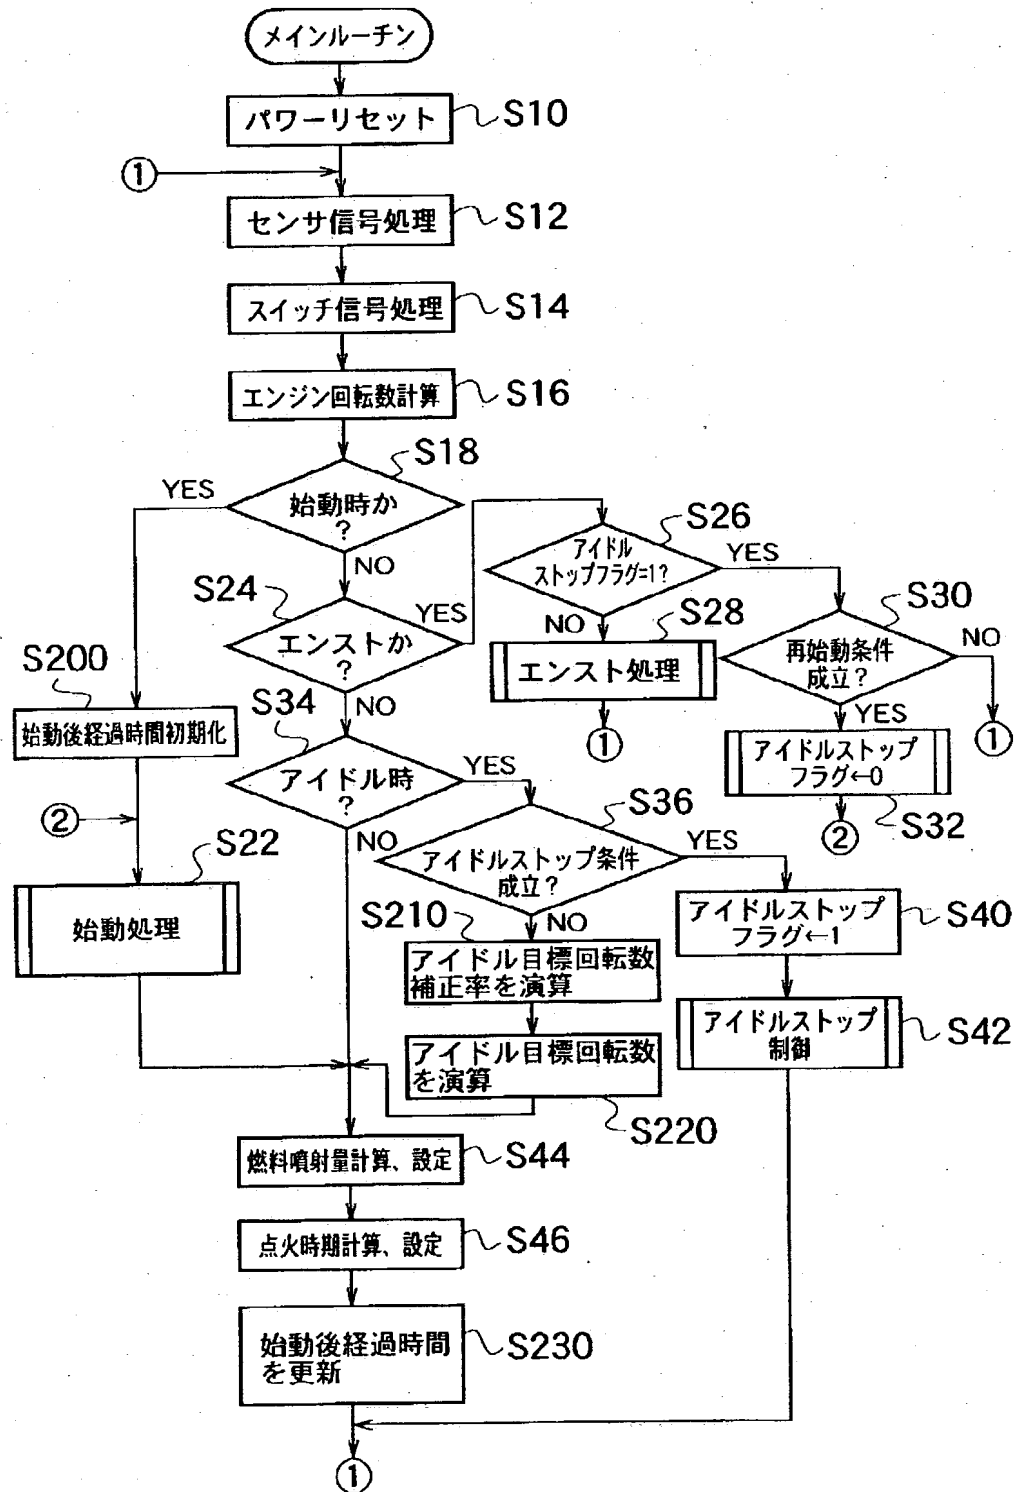 メインルーチン
パワーリセット
S10
①
センサ信号処理
S12
スイッチ信号処理
S14
エンジン回転数計算
S16
S18
YES
始動時か
?
NO
S26
アイドル
ストップフラグ=1?
YES
NO
S24
エンストか
?
YES
NO
S28
エンスト処理
①
S30
再始動条件
成立?
NO
①
YES
アイドルストップ
フラグ←0
S32
②
S200
始動後経過時間初期化
②
S22
始動処理
S34
アイドル時
?
YES
NO
S36
アイドルストップ条件
成立?
YES
NO
S40
アイドルストップ
フラグ←1
S42
アイドルストップ
制御
S210
アイドル目標回転数
補正率を演算
アイドル目標回転数
を演算
S220
燃料噴射量計算、設定
S44
点火時期計算、設定
S46
始動後経過時間
を更新
S230
①